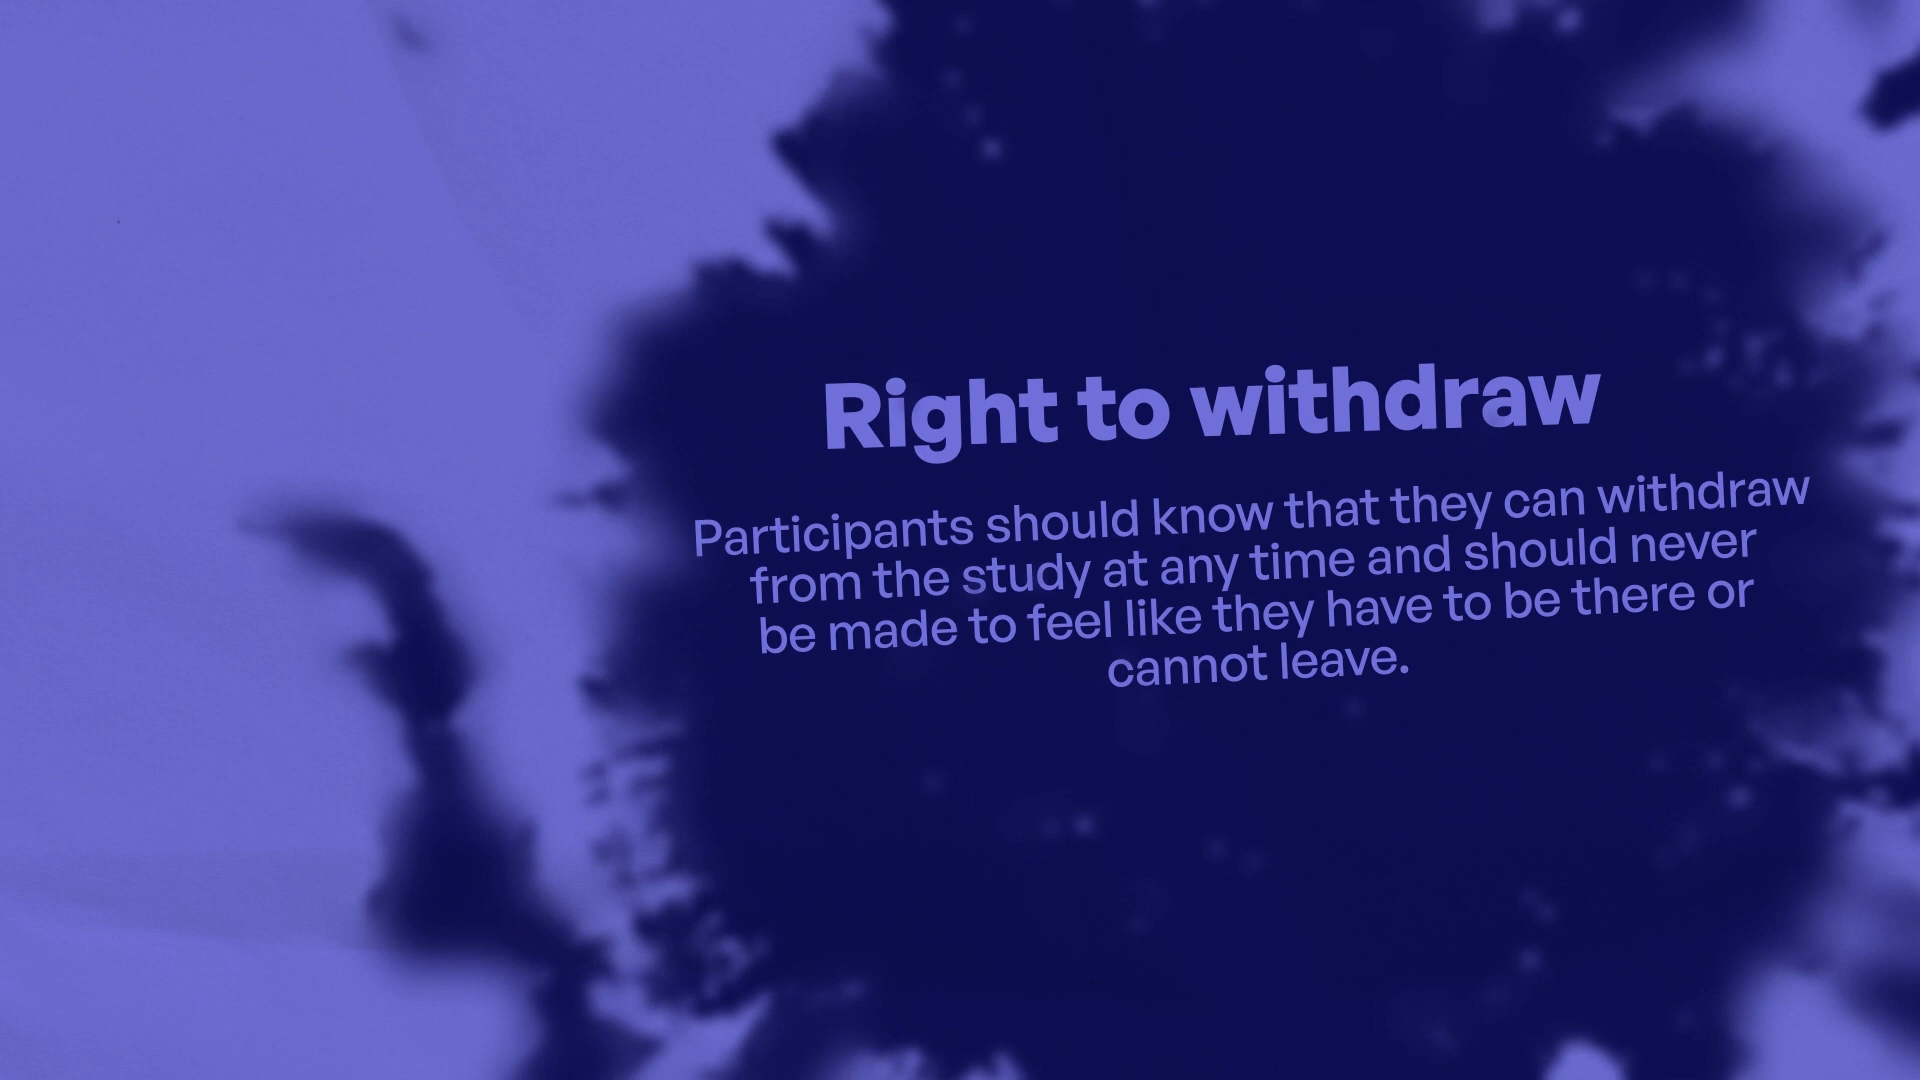 Right to withdraw
Participants should know that they can withdraw
from the study at any time and should never
be made to feel like they have to be there or
cannot leave.